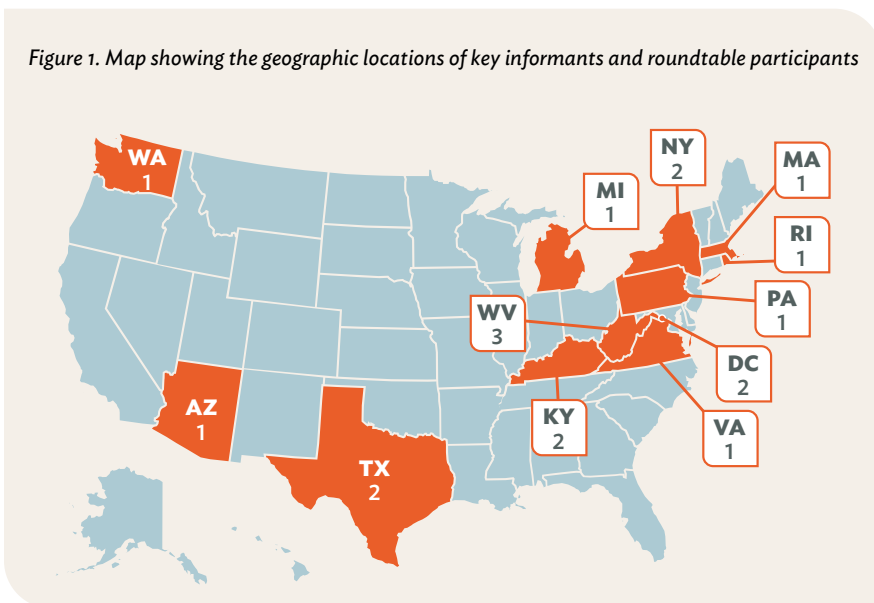 Figure 1. Map showing the geographic locations of key informants and roundtable participants
WA
1
NY
2
MA
1
MI
1
RI
1
PA
1
WV
3
DC
2
AZ
1
KY
2
VA
1
TX
2